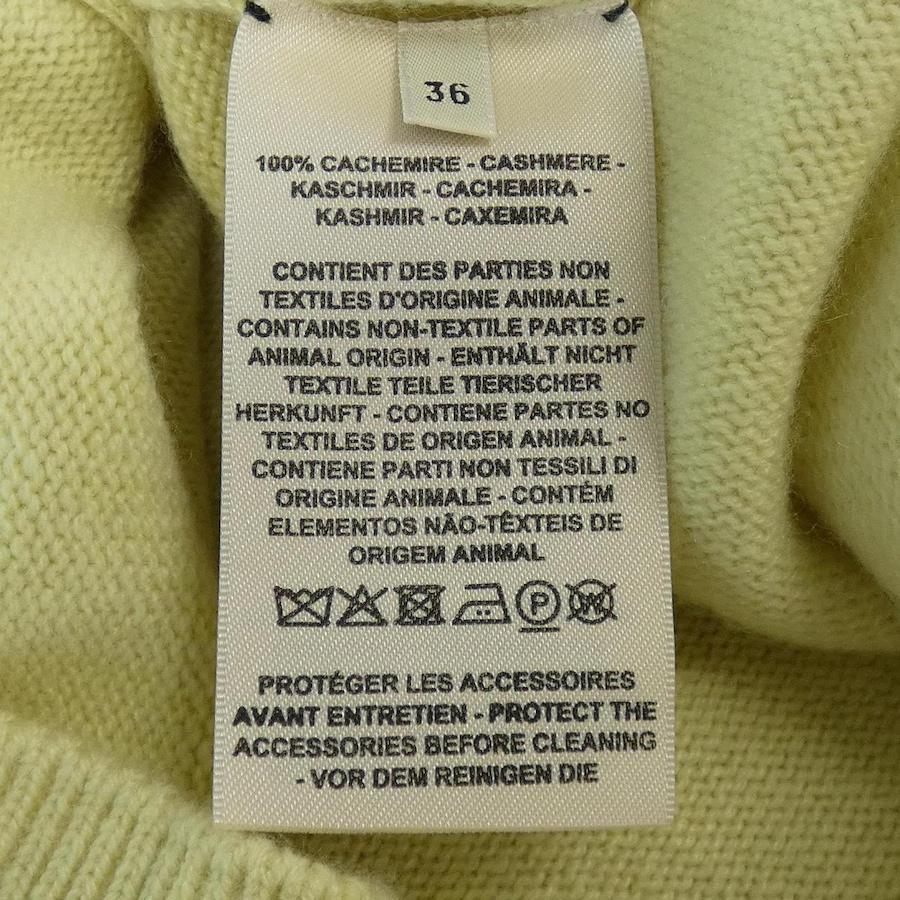 36
100% CACHEMIRE - CASHMERE -
KASCHMIR - CACHEMIRA -
KASHMIR - CAXEMIRA
CONTIENT DES PARTIES NON
TEXTILES D'ORIGINE ANIMALE -
CONTAINS NON-TEXTILE PARTS OF
ANIMAL ORIGIN - ENTHÄLT NICHT
TEXTILE TEILE TIERISCHER
HERKUNFT - CONTIENE PARTES NO
TEXTILES DE ORIGEN ANIMAL -
CONTIENE PARTI NON TESSILI DI
ORIGINE ANIMALE - CONTÉM
ELEMENTOS NÃO-TÊXTEIS DE
ORIGEM ANIMAL
P W
PROTÉGER LES ACCESSOIRES
AVANT ENTRETIEN - PROTECT THE
ACCESSORIES BEFORE CLEANING
- VOR DEM REINIGEN DIE